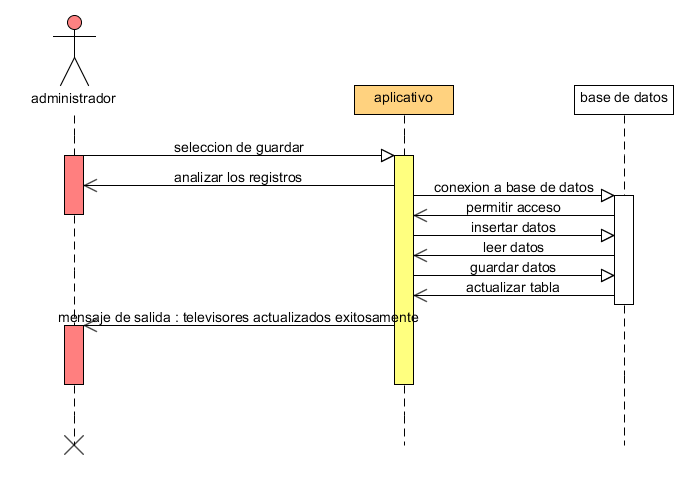 administrador
aplicativo
base de datos
seleccion de guardar
analizar los registros
conexion a base de datos
permitir acceso
insertar datos
leer datos
guardar datos
actualizar tabla
mensaje de salida : televisores actualizados exitosamente